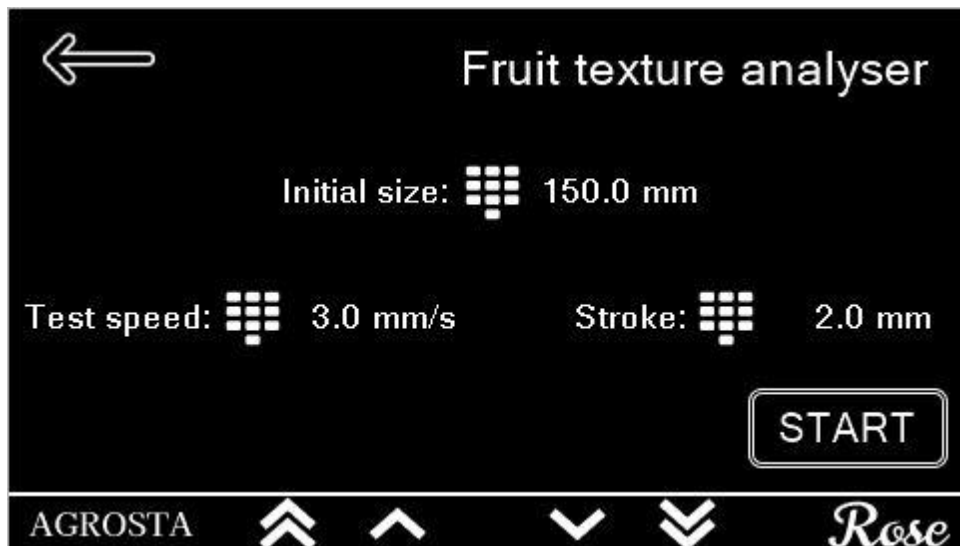 Fruit texture analyser
Initial size: 150.0 mm
Test speed: 3.0 mm/s Stroke: 2.0 mm
START
AGROSTA Rose